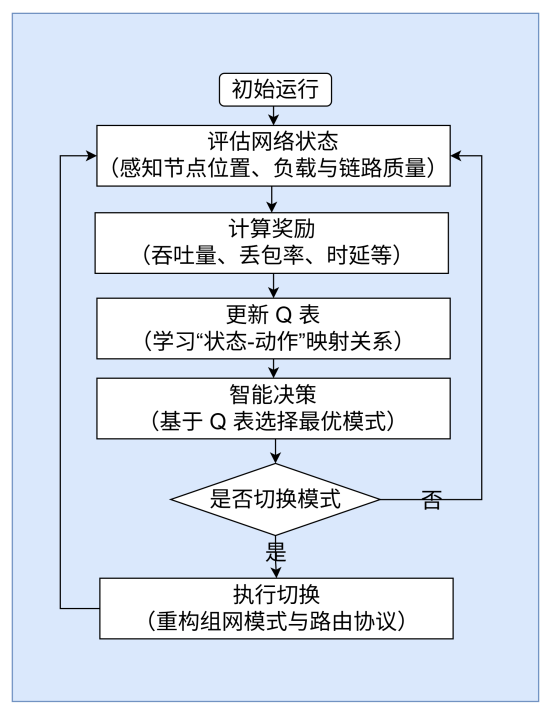 初始运行
评估网络状态
（感知节点位置、负载与链路质量）
计算奖励
（吞吐量、丢包率、时延等）
更新 Q 表
（学习“状态-动作”映射关系）
智能决策
（基于 Q 表选择最优模式）
是否切换模式
否
是
执行切换
（重构组网模式与路由协议）